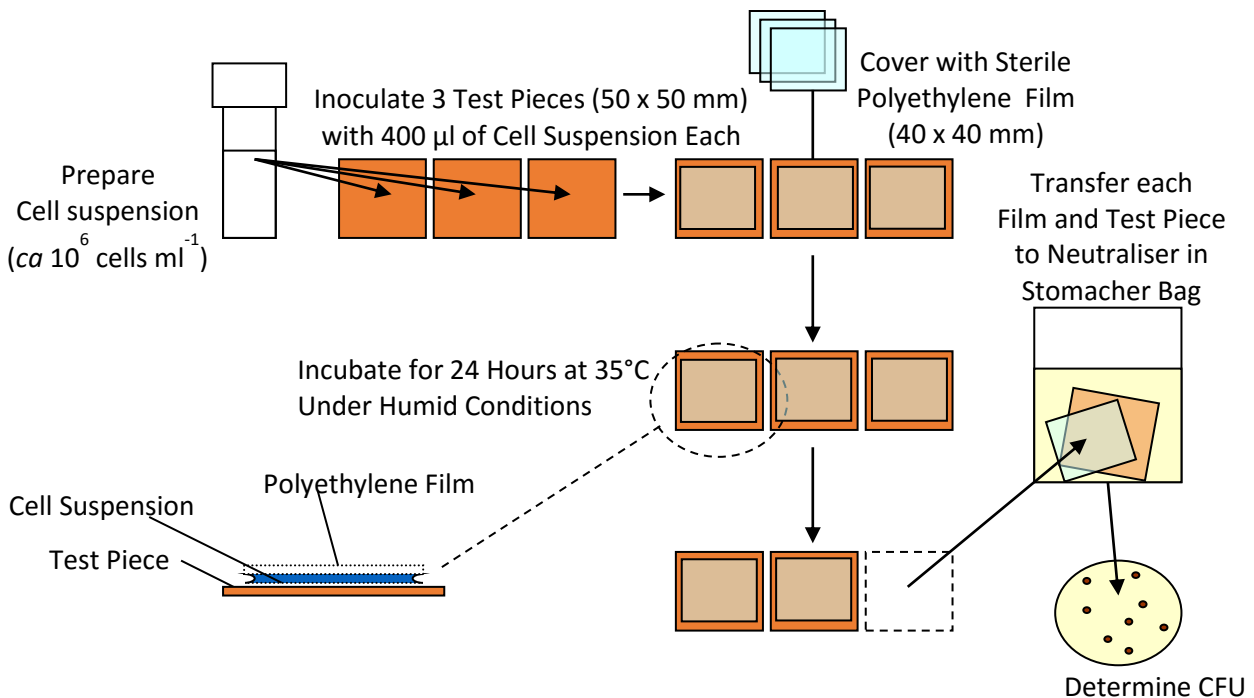 Prepare
Cell suspension
(ca 10^6 cells ml^-1)
Inoculate 3 Test Pieces (50 x 50 mm)
with 400 µl of Cell Suspension Each
Cover with Sterile
Polyethylene Film
(40 x 40 mm)
Transfer each
Film and Test Piece
to Neutraliser in
Stomacher Bag
Incubate for 24 Hours at 35°C
Under Humid Conditions
Polyethylene Film
Cell Suspension
Test Piece
Determine CFU